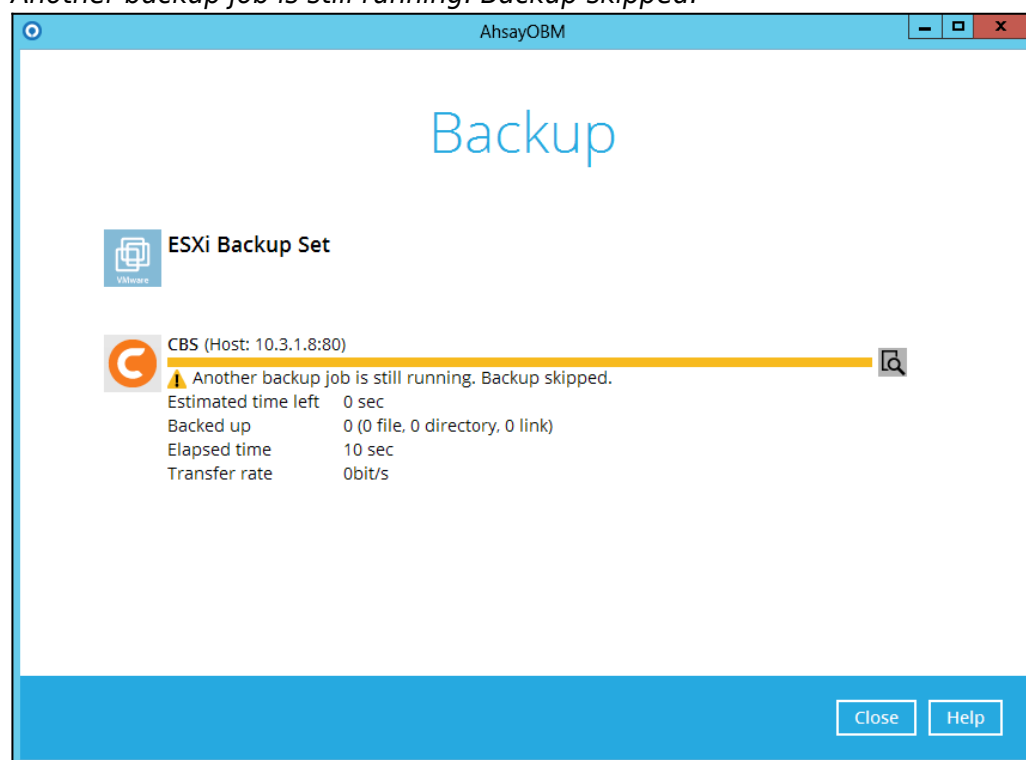 Another backup job is still running. Backup skipped.
AhsayOBM
Backup
ESXi Backup Set
VMware
CBS (Host: 10.3.1.8:80)
Another backup job is still running. Backup skipped.
Estimated time left 0 sec
Backed up 0 (0 file, 0 directory, 0 link)
Elapsed time 10 sec
Transfer rate 0bit/s
Close Help